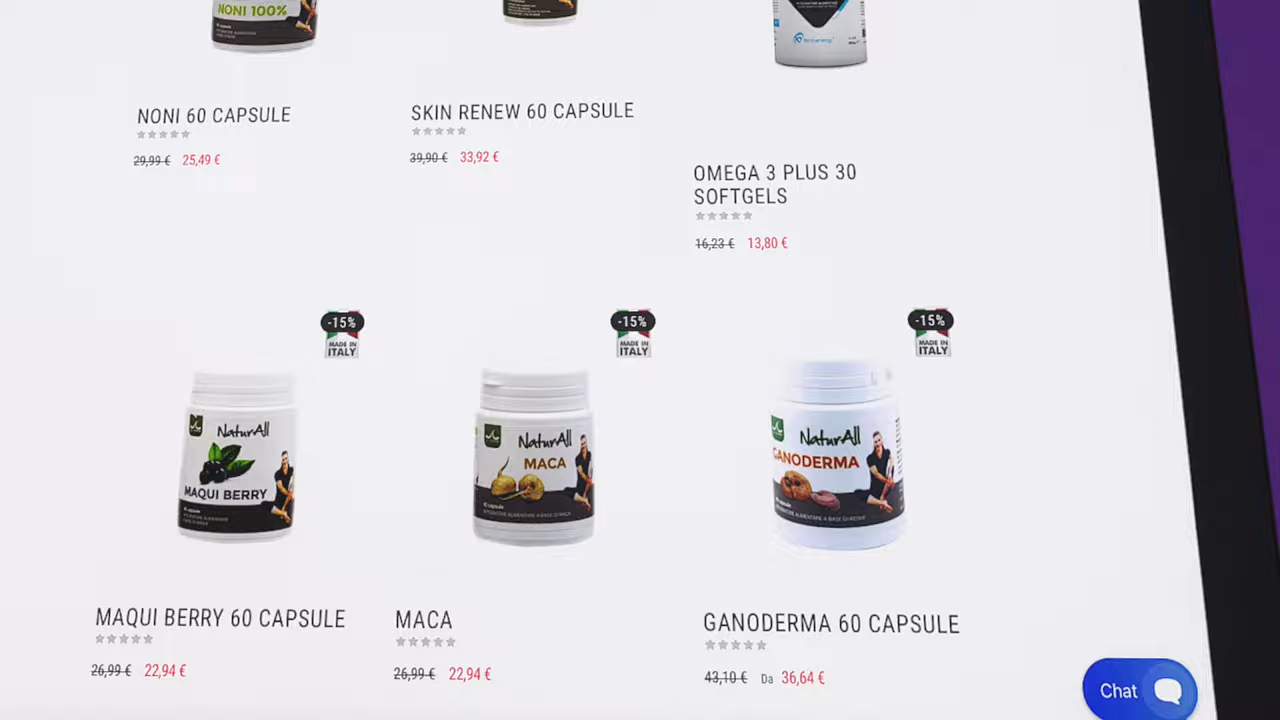 NONI 100%
NONI 60 CAPSULE
29,99 € 25,49 €
SKIN RENEW 60 CAPSULE
39,90 € 33,92 €
OMEGA 3 PLUS 30
SOFTGELS
16,23 € 13,80 €
-15%
MADE IN
ITALY
-15%
MADE IN
ITALY
-15%
MADE IN
ITALY
NaturAll
MAQUI BERRY
NaturAll
MACA
NaturAll
GANODERMA
MAQUI BERRY 60 CAPSULE
26,99 € 22,94 €
MACA
26,99 € 22,94 €
GANODERMA 60 CAPSULE
43,10 € Da 36,64 €
Chat